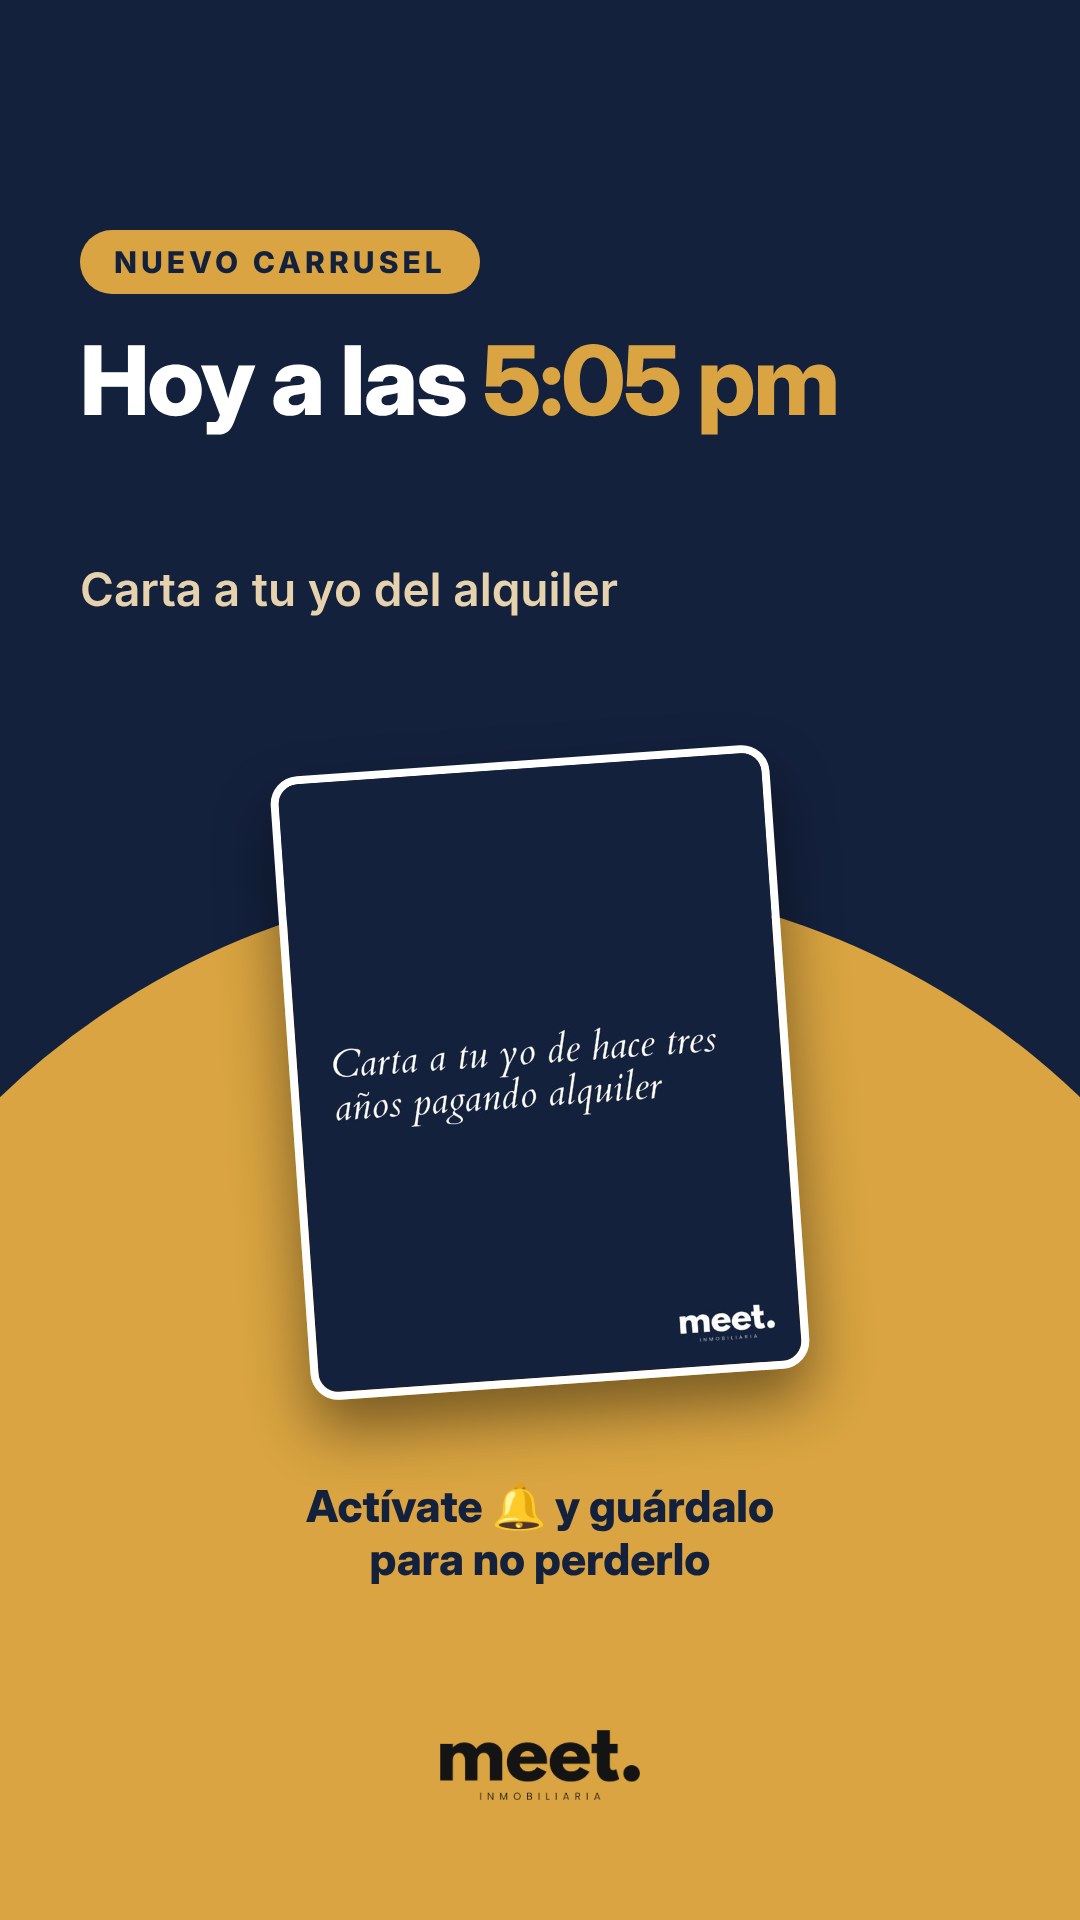 NUEVO CARRUSEL
Hoy a las 5:05 pm
Carta a tu yo del alquiler
Carta a tu yo de hace tres
años pagando alquiler
meet.
INMOBILIARIA
Actívate 🔔 y guárdalo
para no perderlo
meet.
INMOBILIARIA